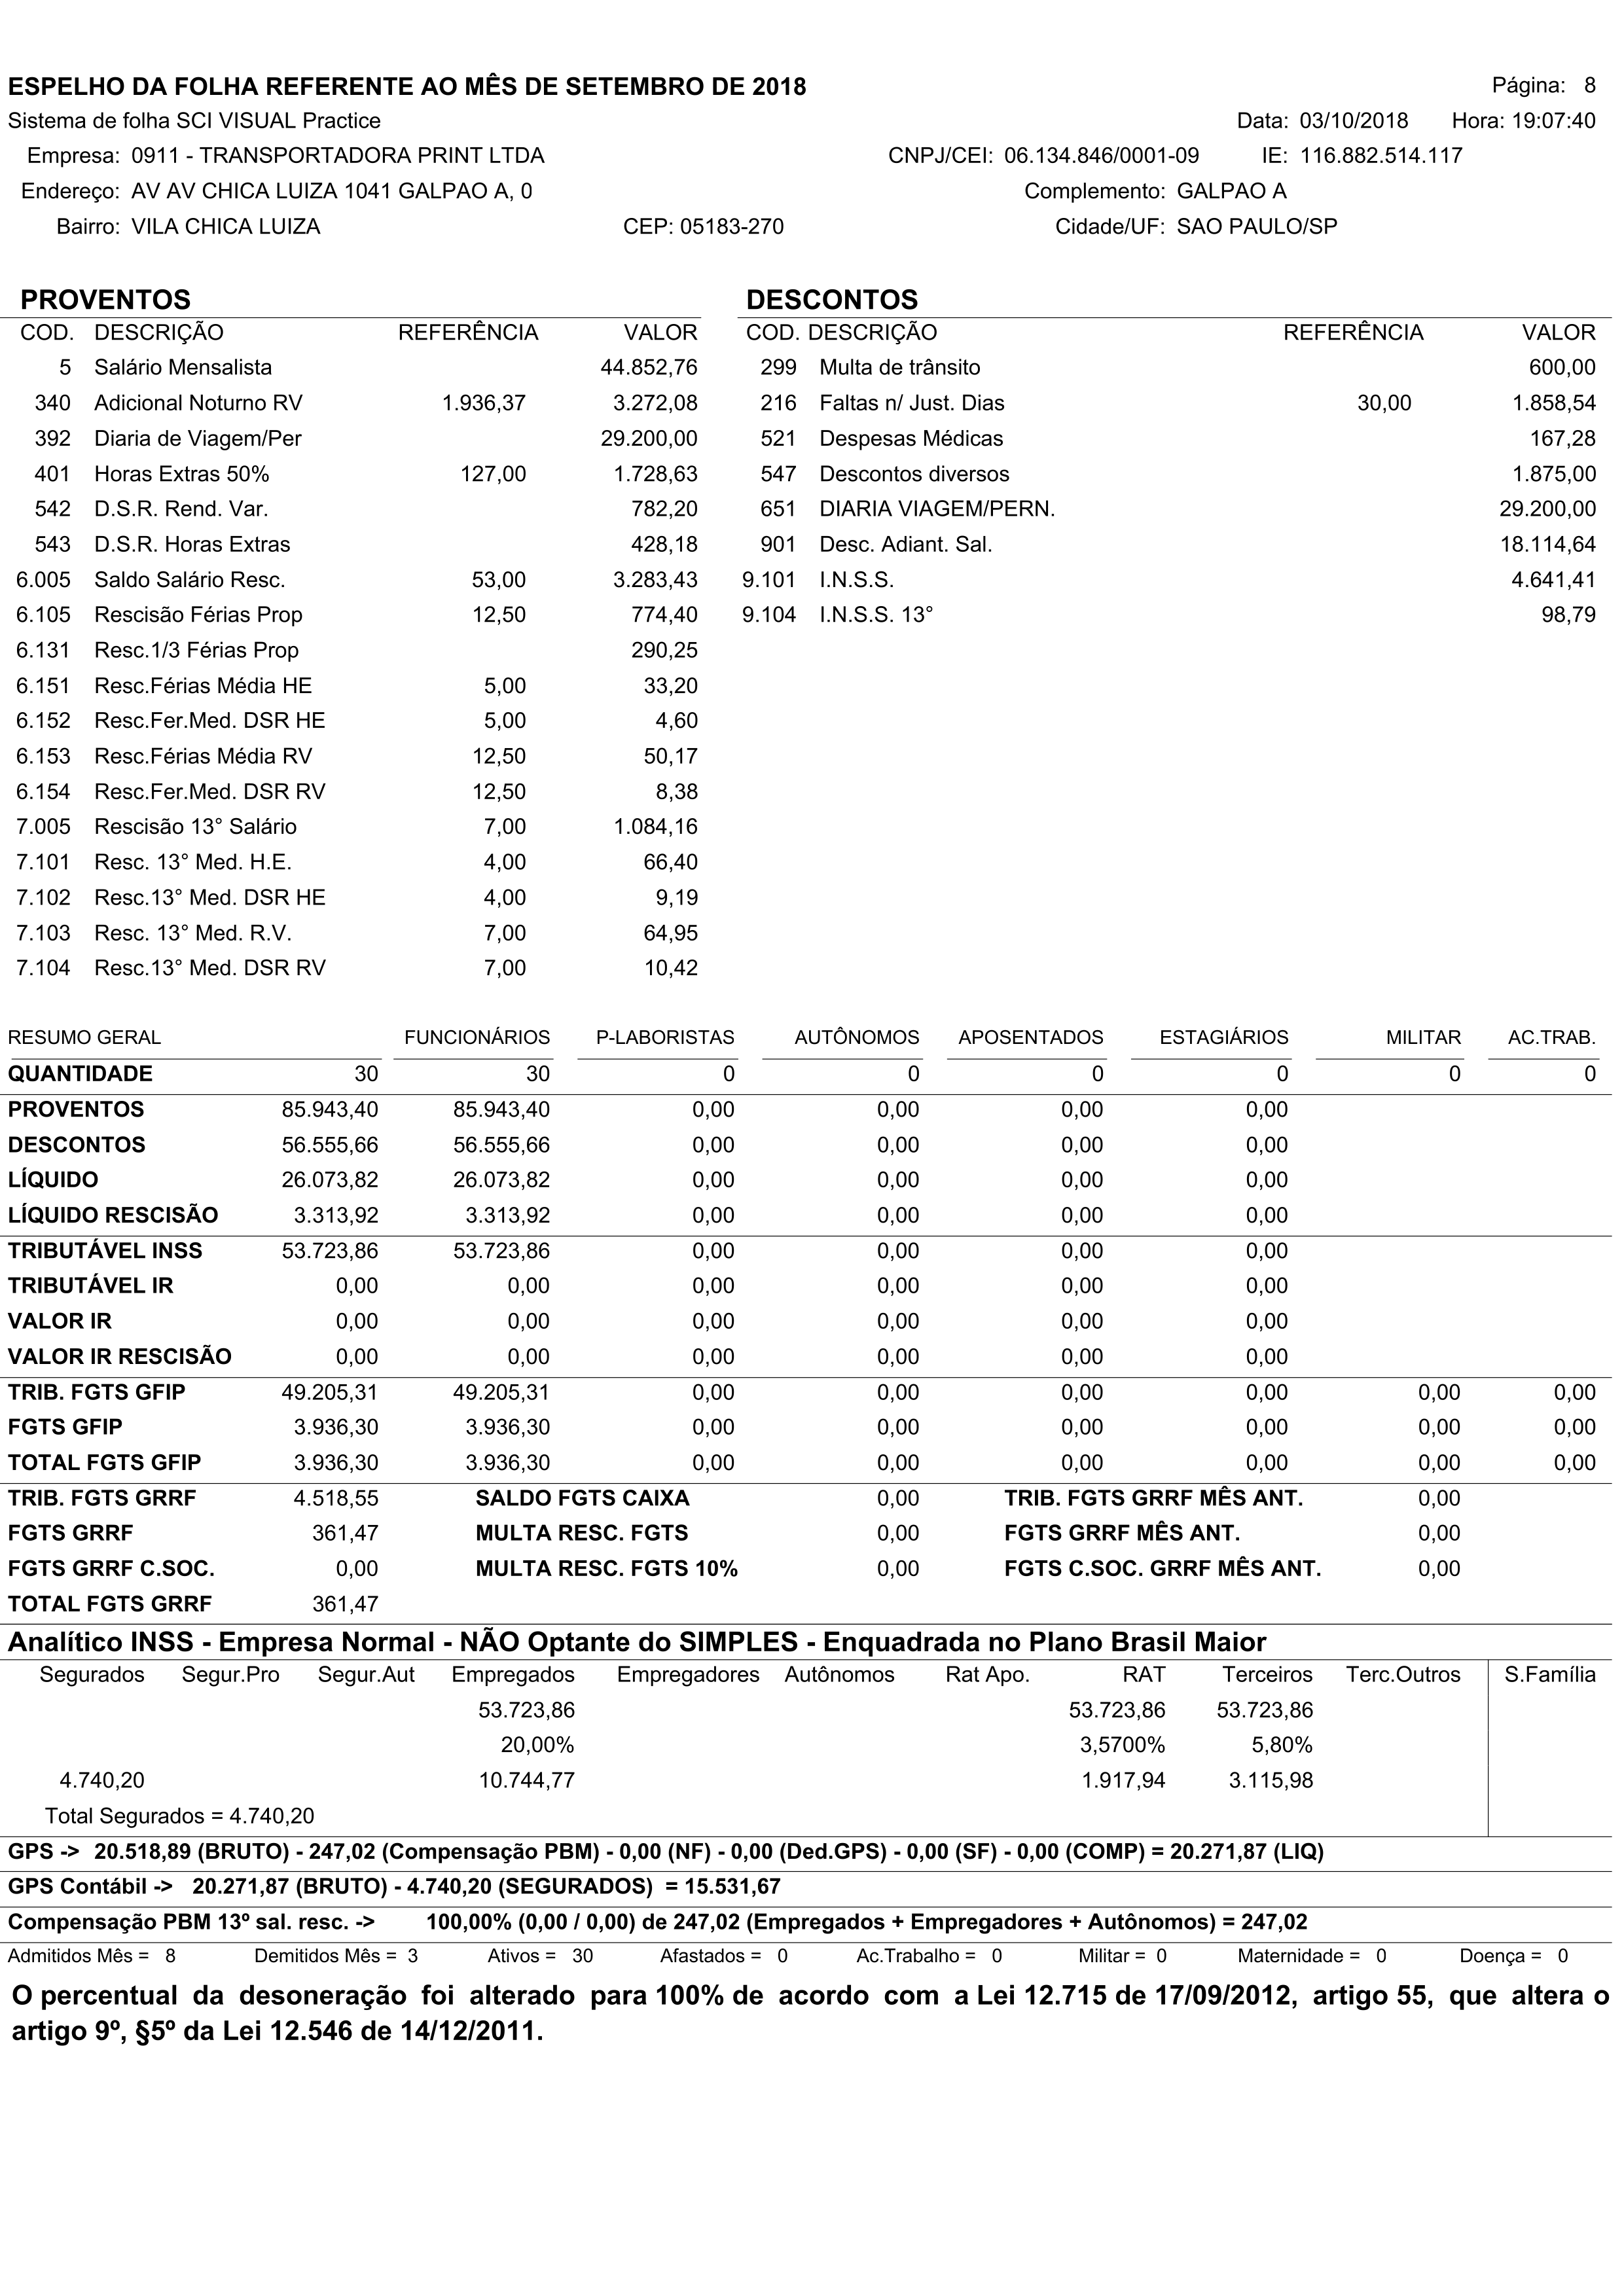 ESPELHO DA FOLHA REFERENTE AO MÊS DE SETEMBRO DE 2018 Página: 8
Sistema de folha SCI VISUAL Practice Data: 03/10/2018 Hora: 19:07:40
Empresa: 0911 - TRANSPORTADORA PRINT LTDA CNPJ/CEI: 06.134.846/0001-09 IE: 116.882.514.117
Endereço: AV AV CHICA LUIZA 1041 GALPAO A, 0 Complemento: GALPAO A
Bairro: VILA CHICA LUIZA CEP: 05183-270 Cidade/UF: SAO PAULO/SP
PROVENTOS DESCONTOS
COD. DESCRIÇÃO REFERÊNCIA VALOR COD. DESCRIÇÃO REFERÊNCIA VALOR
5 Salário Mensalista 44.852,76 299 Multa de trânsito 600,00
340 Adicional Noturno RV 1.936,37 3.272,08 216 Faltas n/ Just. Dias 30,00 1.858,54
392 Diaria de Viagem/Per 29.200,00 521 Despesas Médicas 167,28
401 Horas Extras 50% 127,00 1.728,63 547 Descontos diversos 1.875,00
542 D.S.R. Rend. Var. 782,20 651 DIARIA VIAGEM/PERN. 29.200,00
543 D.S.R. Horas Extras 428,18 901 Desc. Adiant. Sal. 18.114,64
6.005 Saldo Salário Resc. 53,00 3.283,43 9.101 I.N.S.S. 4.641,41
6.105 Rescisão Férias Prop 12,50 774,40 9.104 I.N.S.S. 13° 98,79
6.131 Resc.1/3 Férias Prop 290,25
6.151 Resc.Férias Média HE 5,00 33,20
6.152 Resc.Fer.Med. DSR HE 5,00 4,60
6.153 Resc.Férias Média RV 12,50 50,17
6.154 Resc.Fer.Med. DSR RV 12,50 8,38
7.005 Rescisão 13° Salário 7,00 1.084,16
7.101 Resc. 13° Med. H.E. 4,00 66,40
7.102 Resc.13° Med. DSR HE 4,00 9,19
7.103 Resc. 13° Med. R.V. 7,00 64,95
7.104 Resc.13° Med. DSR RV 7,00 10,42
RESUMO GERAL FUNCIONÁRIOS P-LABORISTAS AUTÔNOMOS APOSENTADOS ESTAGIÁRIOS MILITAR AC.TRAB.
QUANTIDADE 30 30 0 0 0 0 0 0
PROVENTOS 85.943,40 85.943,40 0,00 0,00 0,00 0,00
DESCONTOS 56.555,66 56.555,66 0,00 0,00 0,00 0,00
LÍQUIDO 26.073,82 26.073,82 0,00 0,00 0,00 0,00
LÍQUIDO RESCISÃO 3.313,92 3.313,92 0,00 0,00 0,00 0,00
TRIBUTÁVEL INSS 53.723,86 53.723,86 0,00 0,00 0,00 0,00
TRIBUTÁVEL IR 0,00 0,00 0,00 0,00 0,00 0,00
VALOR IR 0,00 0,00 0,00 0,00 0,00 0,00
VALOR IR RESCISÃO 0,00 0,00 0,00 0,00 0,00 0,00
TRIB. FGTS GFIP 49.205,31 49.205,31 0,00 0,00 0,00 0,00 0,00 0,00
FGTS GFIP 3.936,30 3.936,30 0,00 0,00 0,00 0,00 0,00 0,00
TOTAL FGTS GFIP 3.936,30 3.936,30 0,00 0,00 0,00 0,00 0,00 0,00
TRIB. FGTS GRRF 4.518,55 SALDO FGTS CAIXA 0,00 TRIB. FGTS GRRF MÊS ANT. 0,00
FGTS GRRF 361,47 MULTA RESC. FGTS 0,00 FGTS GRRF MÊS ANT. 0,00
FGTS GRRF C.SOC. 0,00 MULTA RESC. FGTS 10% 0,00 FGTS C.SOC. GRRF MÊS ANT. 0,00
TOTAL FGTS GRRF 361,47
Analítico INSS - Empresa Normal - NÃO Optante do SIMPLES - Enquadrada no Plano Brasil Maior
Segurados Segur.Pro Segur.Aut Empregados Empregadores Autônomos Rat Apo. RAT Terceiros Terc.Outros S.Família
53.723,86 53.723,86 53.723,86
20,00% 3,5700% 5,80%
4.740,20 10.744,77 1.917,94 3.115,98
Total Segurados = 4.740,20
GPS -> 20.518,89 (BRUTO) - 247,02 (Compensação PBM) - 0,00 (NF) - 0,00 (Ded.GPS) - 0,00 (SF) - 0,00 (COMP) = 20.271,87 (LIQ)
GPS Contábil -> 20.271,87 (BRUTO) - 4.740,20 (SEGURADOS) = 15.531,67
Compensação PBM 13º sal. resc. -> 100,00% (0,00 / 0,00) de 247,02 (Empregados + Empregadores + Autônomos) = 247,02
Admitidos Mês = 8 Demitidos Mês = 3 Ativos = 30 Afastados = 0 Ac.Trabalho = 0 Militar = 0 Maternidade = 0 Doença = 0
O percentual da desoneração foi alterado para 100% de acordo com a Lei 12.715 de 17/09/2012, artigo 55, que altera o
artigo 9º, §5º da Lei 12.546 de 14/12/2011.